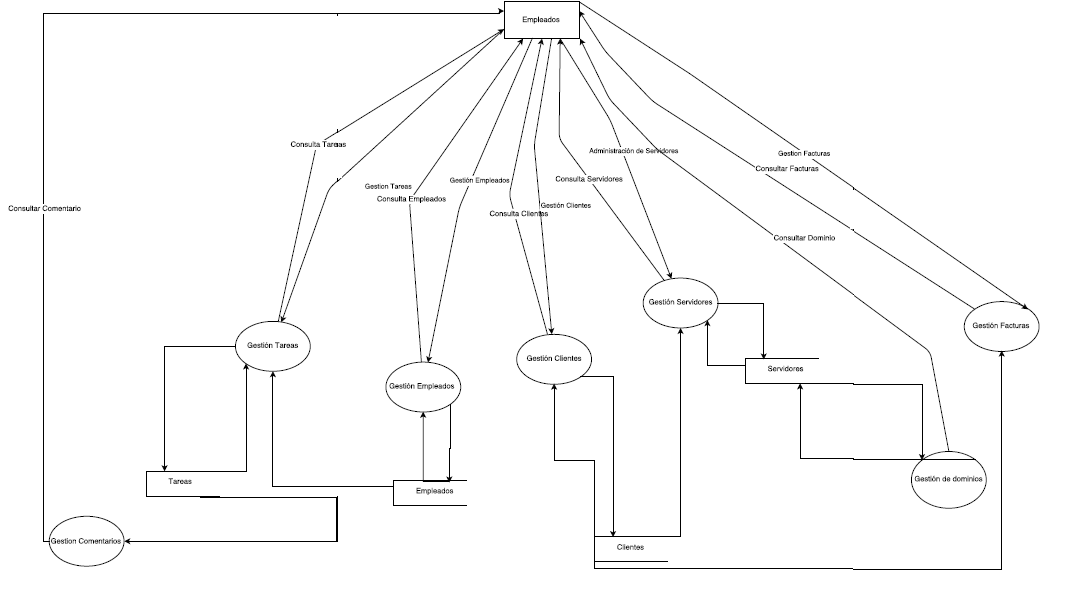 Empleados
Consulta Tareas
Administración de Servidores
Gestion Facturas
Consultar Facturas
Gestión Empleados
Consulta Servidores
Gestion Tareas
Consulta Empleados
Consultar Comentario
Gestión Clientes
Consulta Clientes
Consultar Dominio
Gestión Servidores
Gestión Facturas
Gestión Tareas
Gestión Clientes
Servidores
Gestión Empleados
Tareas
Gestión de dominios
Empleados
Gestion Comentarios
Clientes